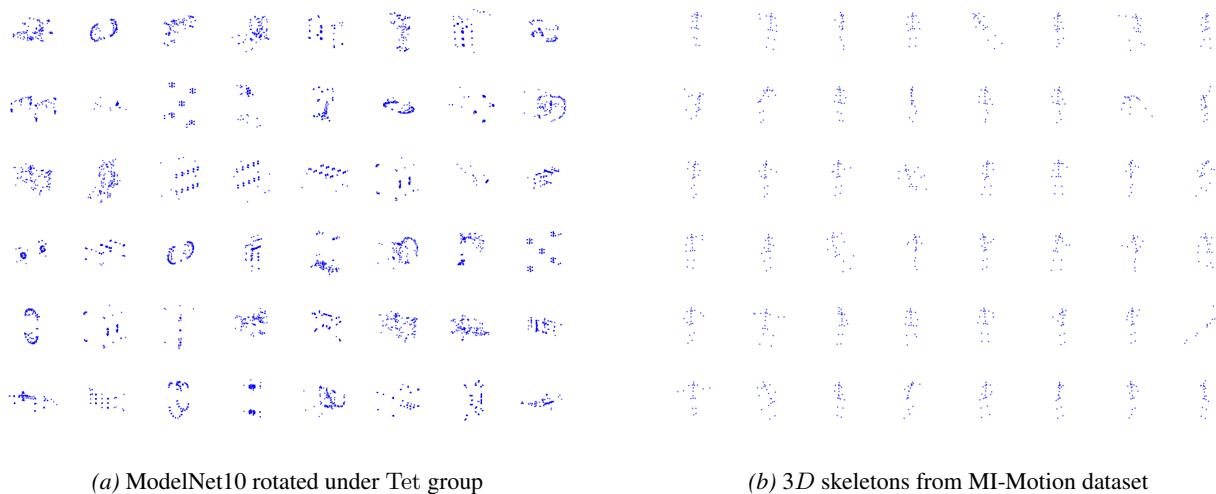 (a) ModelNet10 rotated under Tet group
(b) 3D skeletons from MI-Motion dataset